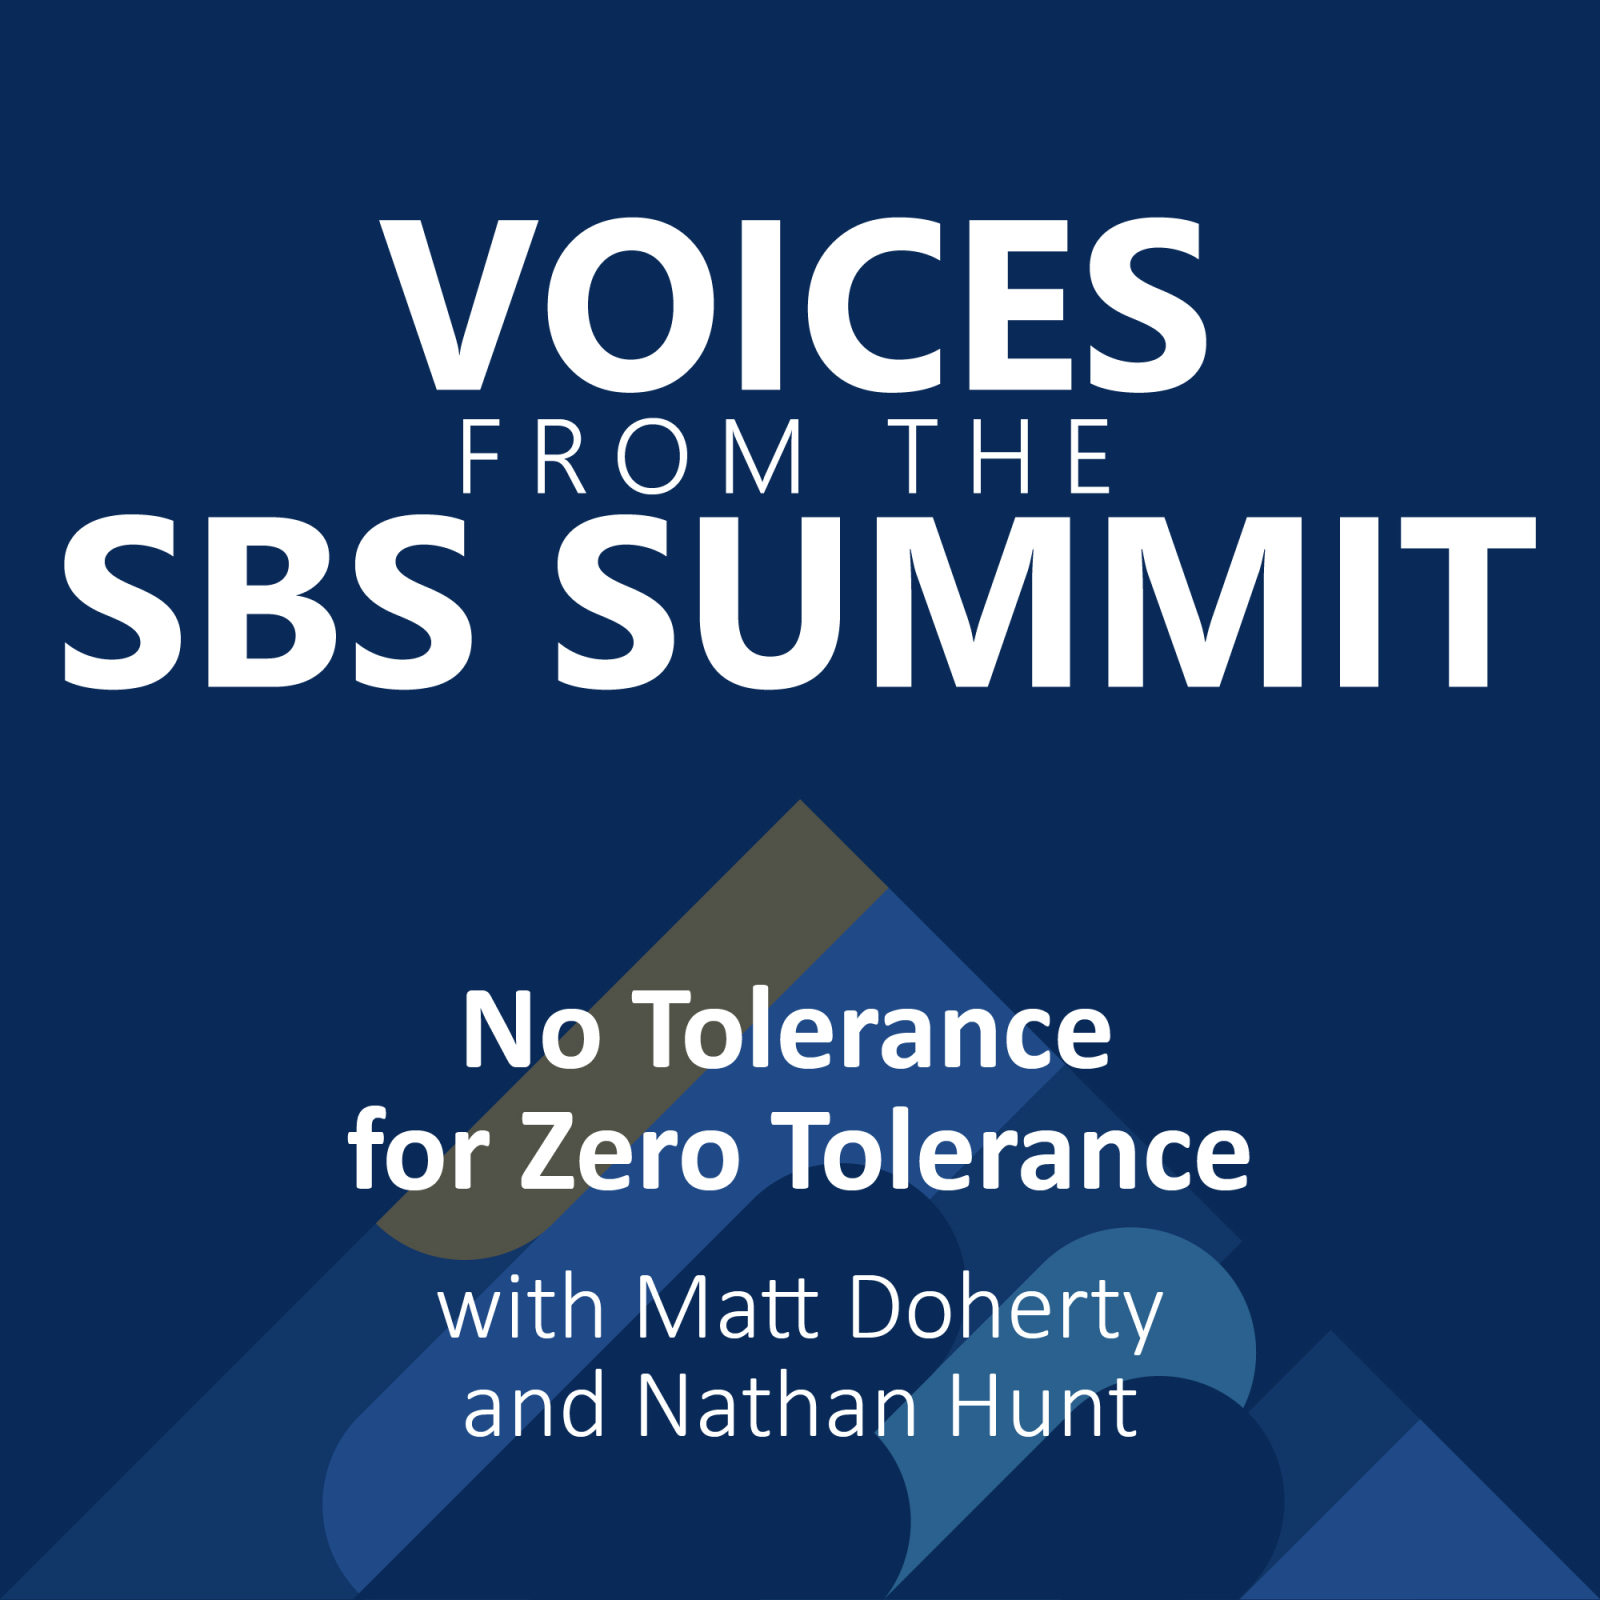 VOICES
FROM THE
SBS SUMMIT
No Tolerance
for Zero Tolerance
with Matt Doherty
and Nathan Hunt